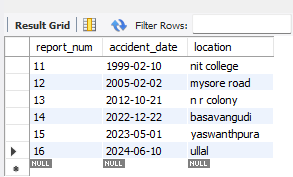 Result Grid Filter Rows:
report_num accident_date location
11 1999-02-10 nit college
12 2005-02-02 mysore road
13 2012-10-21 n r colony
14 2022-12-22 basavangudi
15 2023-05-01 yaswanthpura
16 2024-06-10 ullal
NULL NULL NULL